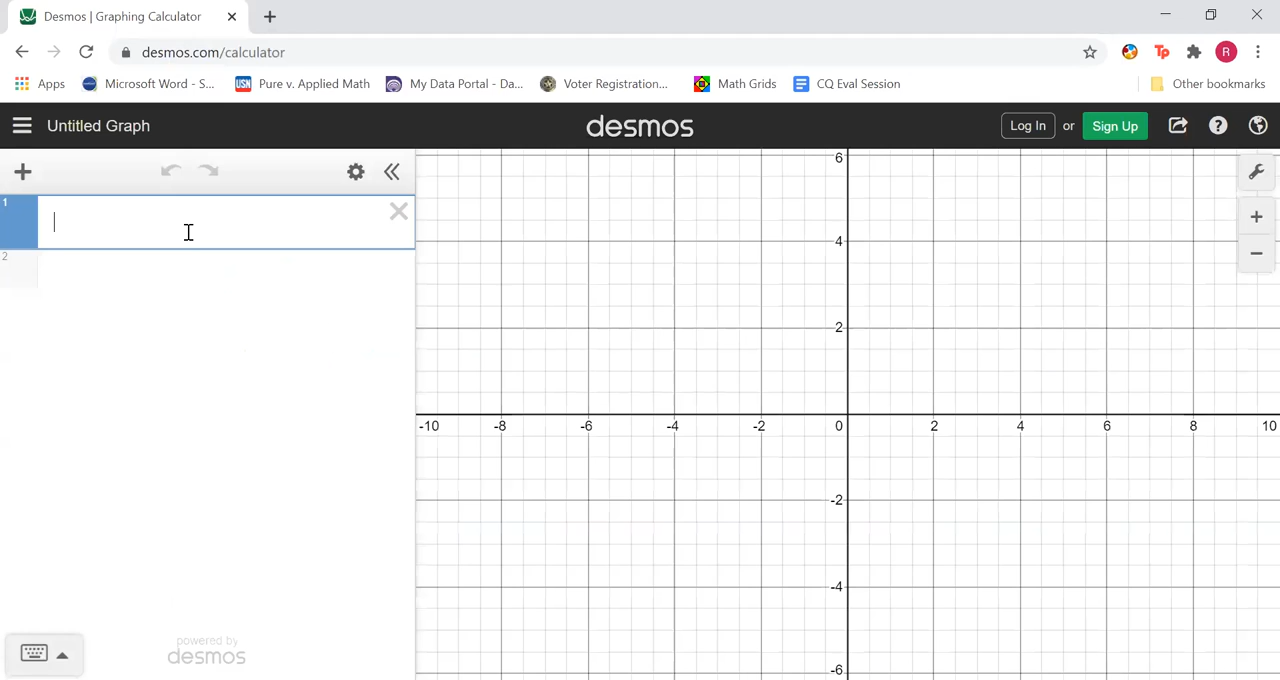 Desmos | Graphing Calculator
desmos.com/calculator
R
Apps
Microsoft Word - S...
USN
Pure v. Applied Math
My Data Portal - Da...
Voter Registration...
Math Grids
CQ Eval Session
Other bookmarks
Untitled Graph
desmos
Log In or Sign Up
1
2
6
4
2
-10 -8 -6 -4 -2 0 2 4 6 8 10
-2
-4
-6
powered by
desmos